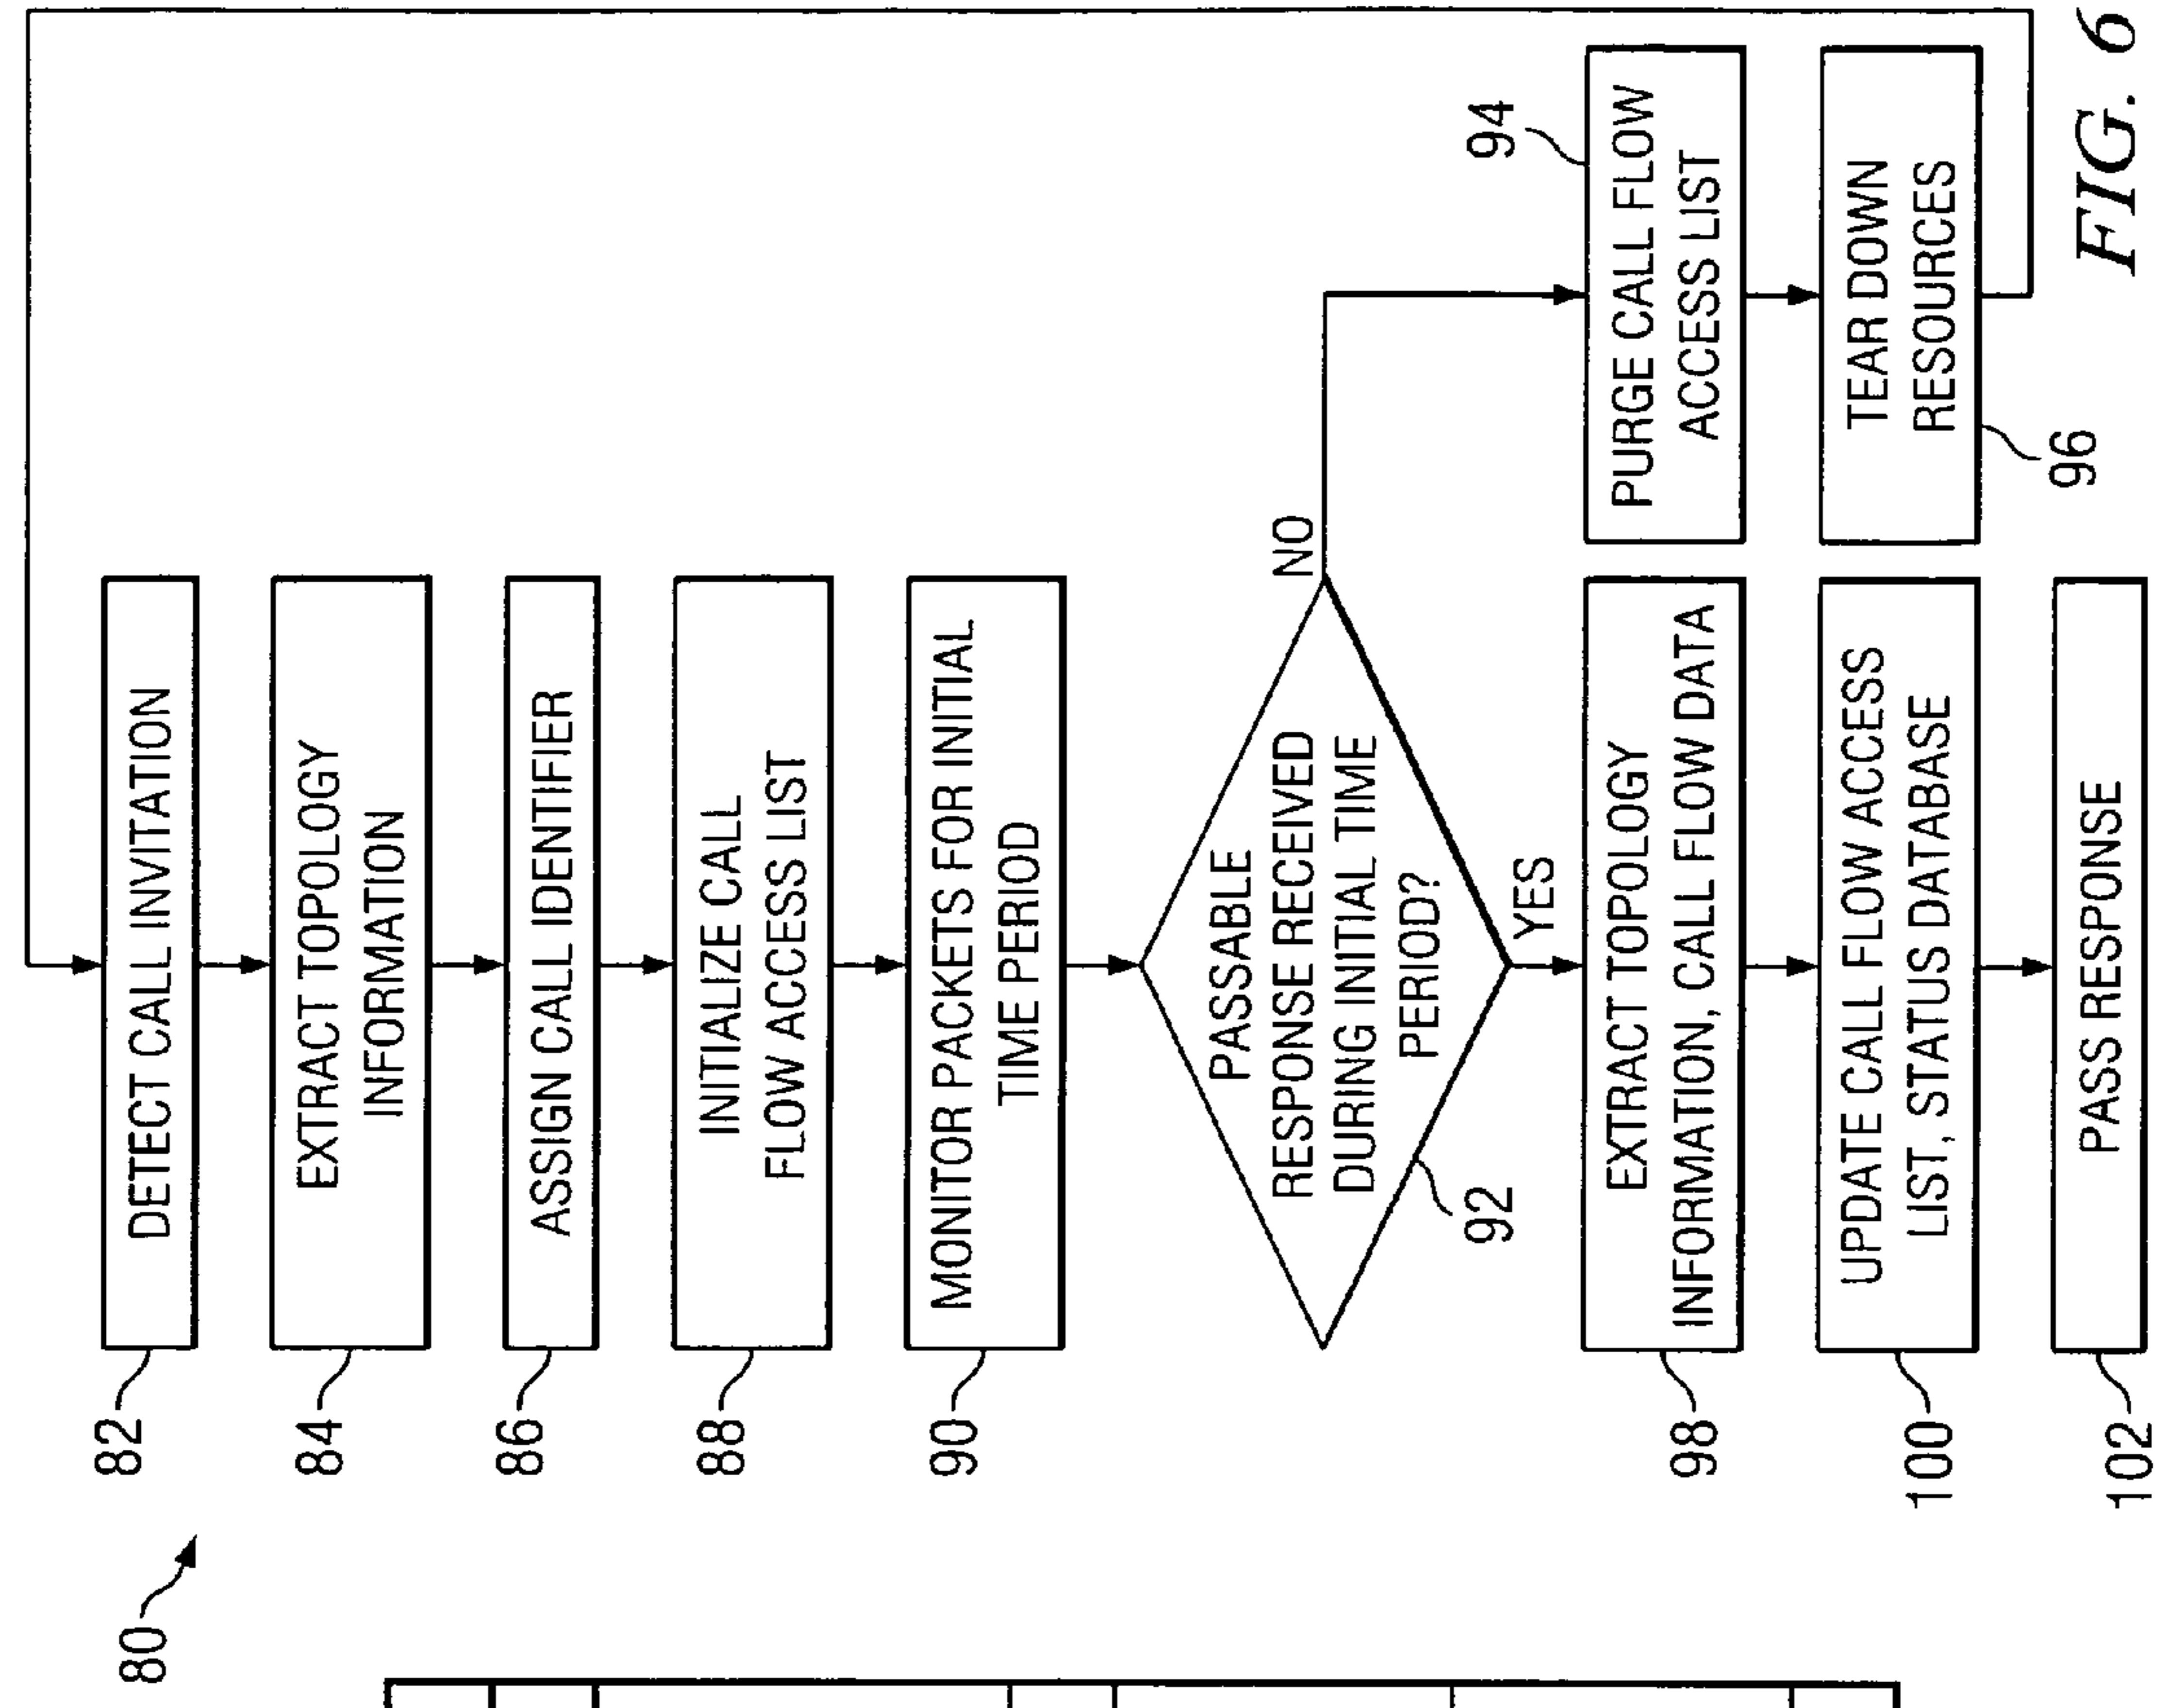 80
82
DETECT CALL INVITATION
84
EXTRACT TOPOLOGY
INFORMATION
86
ASSIGN CALL IDENTIFIER
88
INITIALIZE CALL
FLOW ACCESS LIST
90
MONITOR PACKETS FOR INITIAL
TIME PERIOD
PASSABLE
RESPONSE RECEIVED
DURING INITIAL TIME
PERIOD?
92
NO
YES
94
PURGE CALL FLOW
ACCESS LIST
TEAR DOWN
RESOURCES
96
98
EXTRACT TOPOLOGY
INFORMATION, CALL FLOW DATA
100
UPDATE CALL FLOW ACCESS
LIST, STATUS DATABASE
102
PASS RESPONSE
FIG. 6